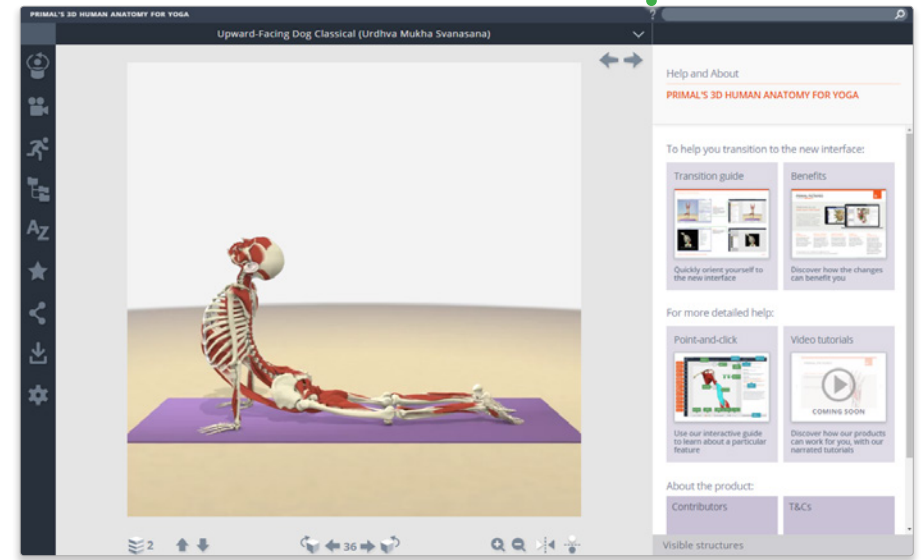 PRIMAL'S 3D HUMAN ANATOMY FOR YOGA
?
Upward-Facing Dog Classical (Urdhva Mukha Svanasana)
AZ
2
36
Help and About
PRIMAL'S 3D HUMAN ANATOMY FOR YOGA
To help you transition to the new interface:
Transition guide
Quickly orient yourself to
the new interface
Benefits
Discover how the changes
can benefit you
For more detailed help:
Point-and-click
Use our interactive guide
to learn about a particular
feature
Video tutorials
COMING SOON
Discover how our products
can work for you, with our
narrated tutorials
About the product:
Contributors
T&Cs
Visible structures